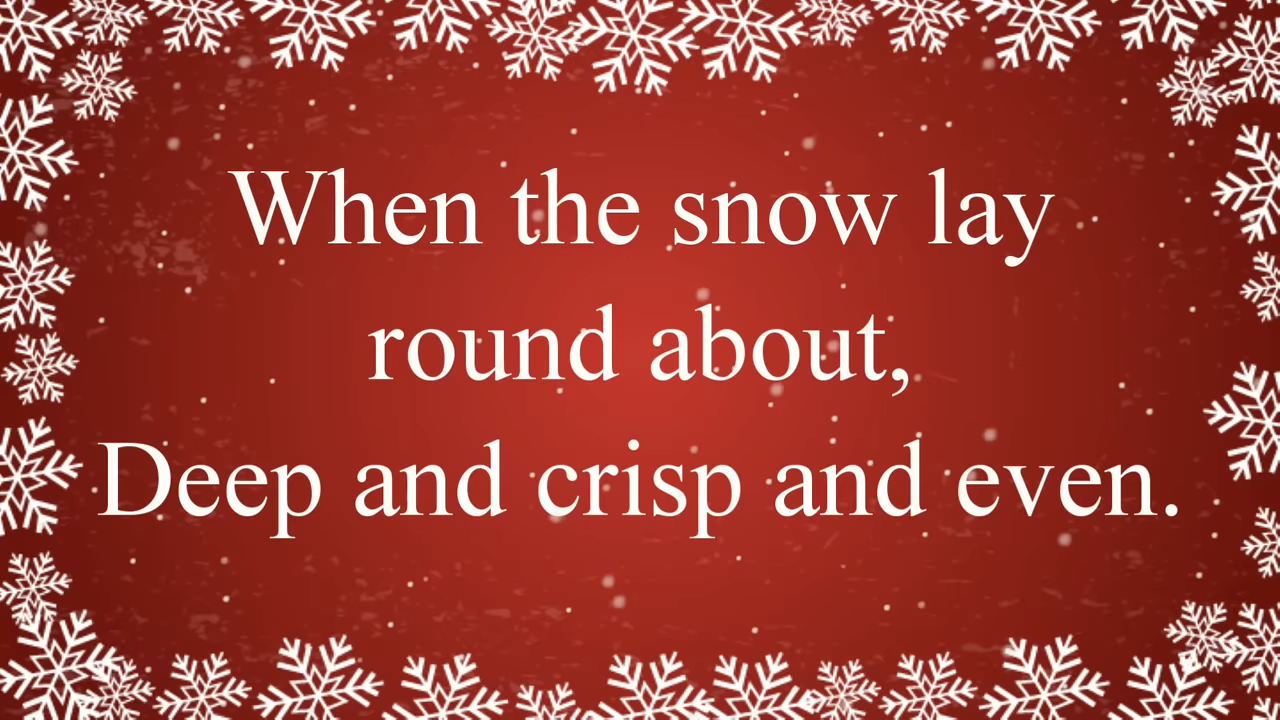 When the snow lay
round about,
Deep and crisp and even.